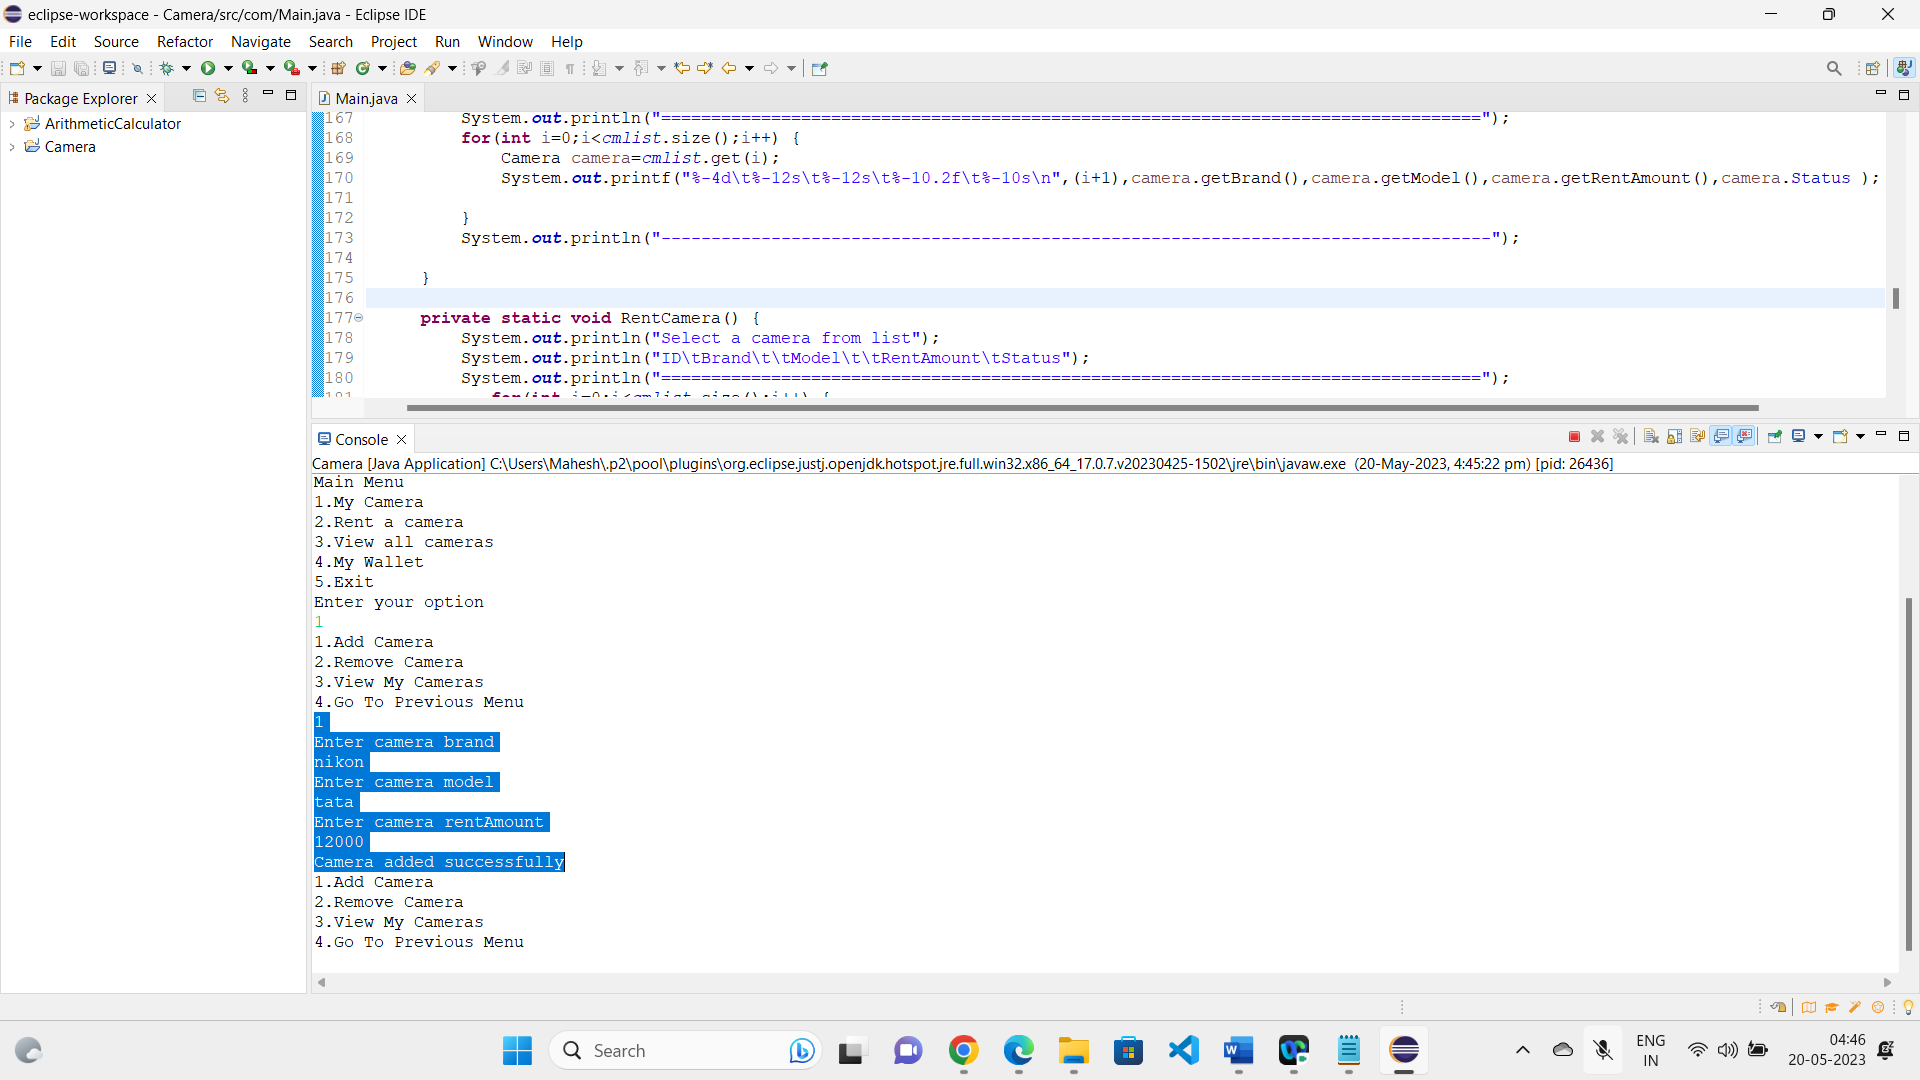 eclipse-workspace - Camera/src/com/Main.java - Eclipse IDE
File Edit Source Refactor Navigate Search Project Run Window Help
Package Explorer
Main.java
ArithmeticCalculator
Camera
167 System.out.println("==================================================================================");
168 for(int i=0;i<cmlist.size();i++) {
169 Camera camera=cmlist.get(i);
170 System.out.printf("%-4d\t%-12s\t%-12s\t%-10.2f\t%-10s\n",(i+1),camera.getBrand(),camera.getModel(),camera.getRentAmount(),camera.Status );
171
172 }
173 System.out.println("-----------------------------------------------------------------------------------");
174
175 }
176
177 private static void RentCamera() {
178 System.out.println("Select a camera from list");
179 System.out.println("ID\tBrand\t\tModel\t\tRentAmount\tStatus");
180 System.out.println("==================================================================================");
181 for(int i=0;i<cmlist.size();i++) {
Console
Camera [Java Application] C:\Users\Mahesh\.p2\pool\plugins\org.eclipse.justj.openjdk.hotspot.jre.full.win32.x86_64_17.0.7.v20230425-1502\jre\bin\javaw.exe (20-May-2023, 4:45:22 pm) [pid: 26436]
Main Menu
1.My Camera
2.Rent a camera
3.View all cameras
4.My Wallet
5.Exit
Enter your option
1
1.Add Camera
2.Remove Camera
3.View My Cameras
4.Go To Previous Menu
1
Enter camera brand
nikon
Enter camera model
tata
Enter camera rentAmount
12000
Camera added successfully
1.Add Camera
2.Remove Camera
3.View My Cameras
4.Go To Previous Menu
Search
ENG
IN
04:46
20-05-2023